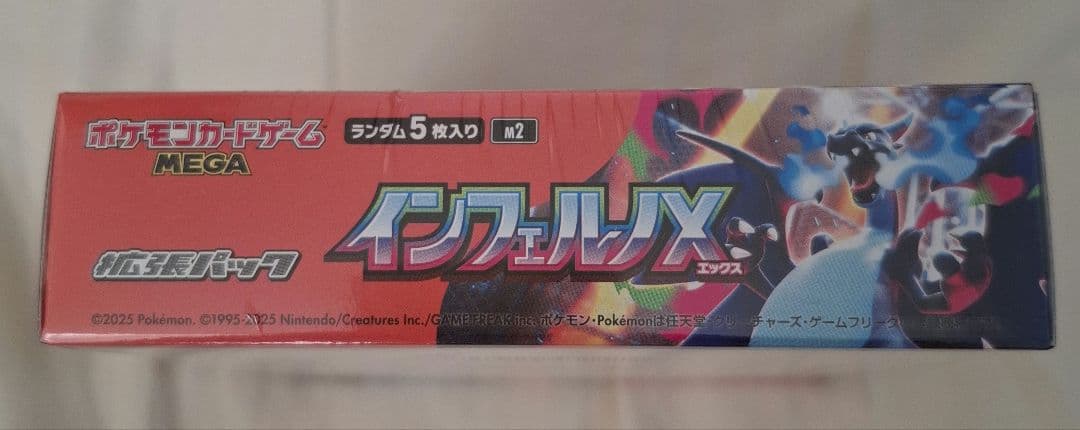 ポケモンカードゲーム
MEGA
ランダム5枚入り
M2
インフェルノX
エックス
拡張パック
©2025 Pokémon. ©1995-2025 Nintendo/Creatures Inc./GAME FREAK inc. ポケモン・Pokémonは任天堂・クリーチャーズ・ゲームフリーク